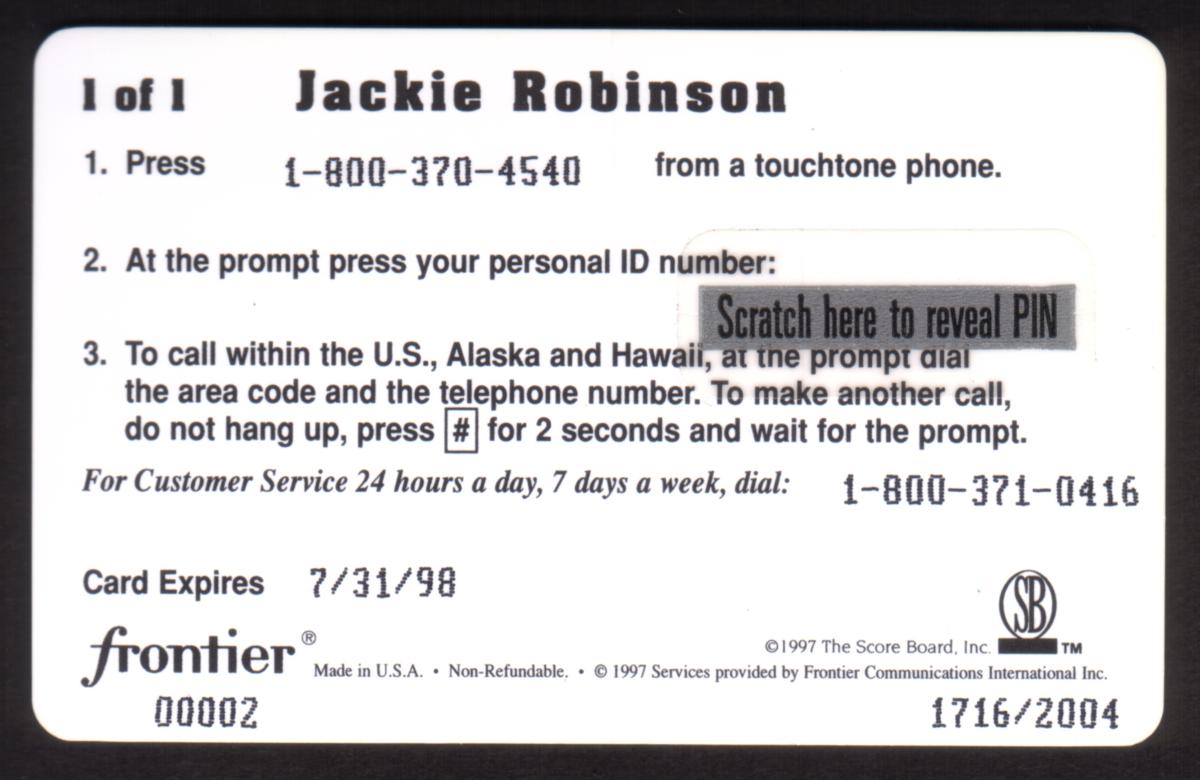 1 of 1 Jackie Robinson
1. Press 1-800-370-4540 from a touchtone phone.
2. At the prompt press your personal ID number:
Scratch here to reveal PIN
3. To call within the U.S., Alaska and Hawaii, at the prompt dial
the area code and the telephone number. To make another call,
do not hang up, press # for 2 seconds and wait for the prompt.
For Customer Service 24 hours a day, 7 days a week, dial: 1-800-371-0416
Card Expires 7/31/98
SB
©1997 The Score Board, Inc. TM
frontier®
Made in U.S.A. • Non-Refundable. • © 1997 Services provided by Frontier Communications International Inc.
00002 1716/2004